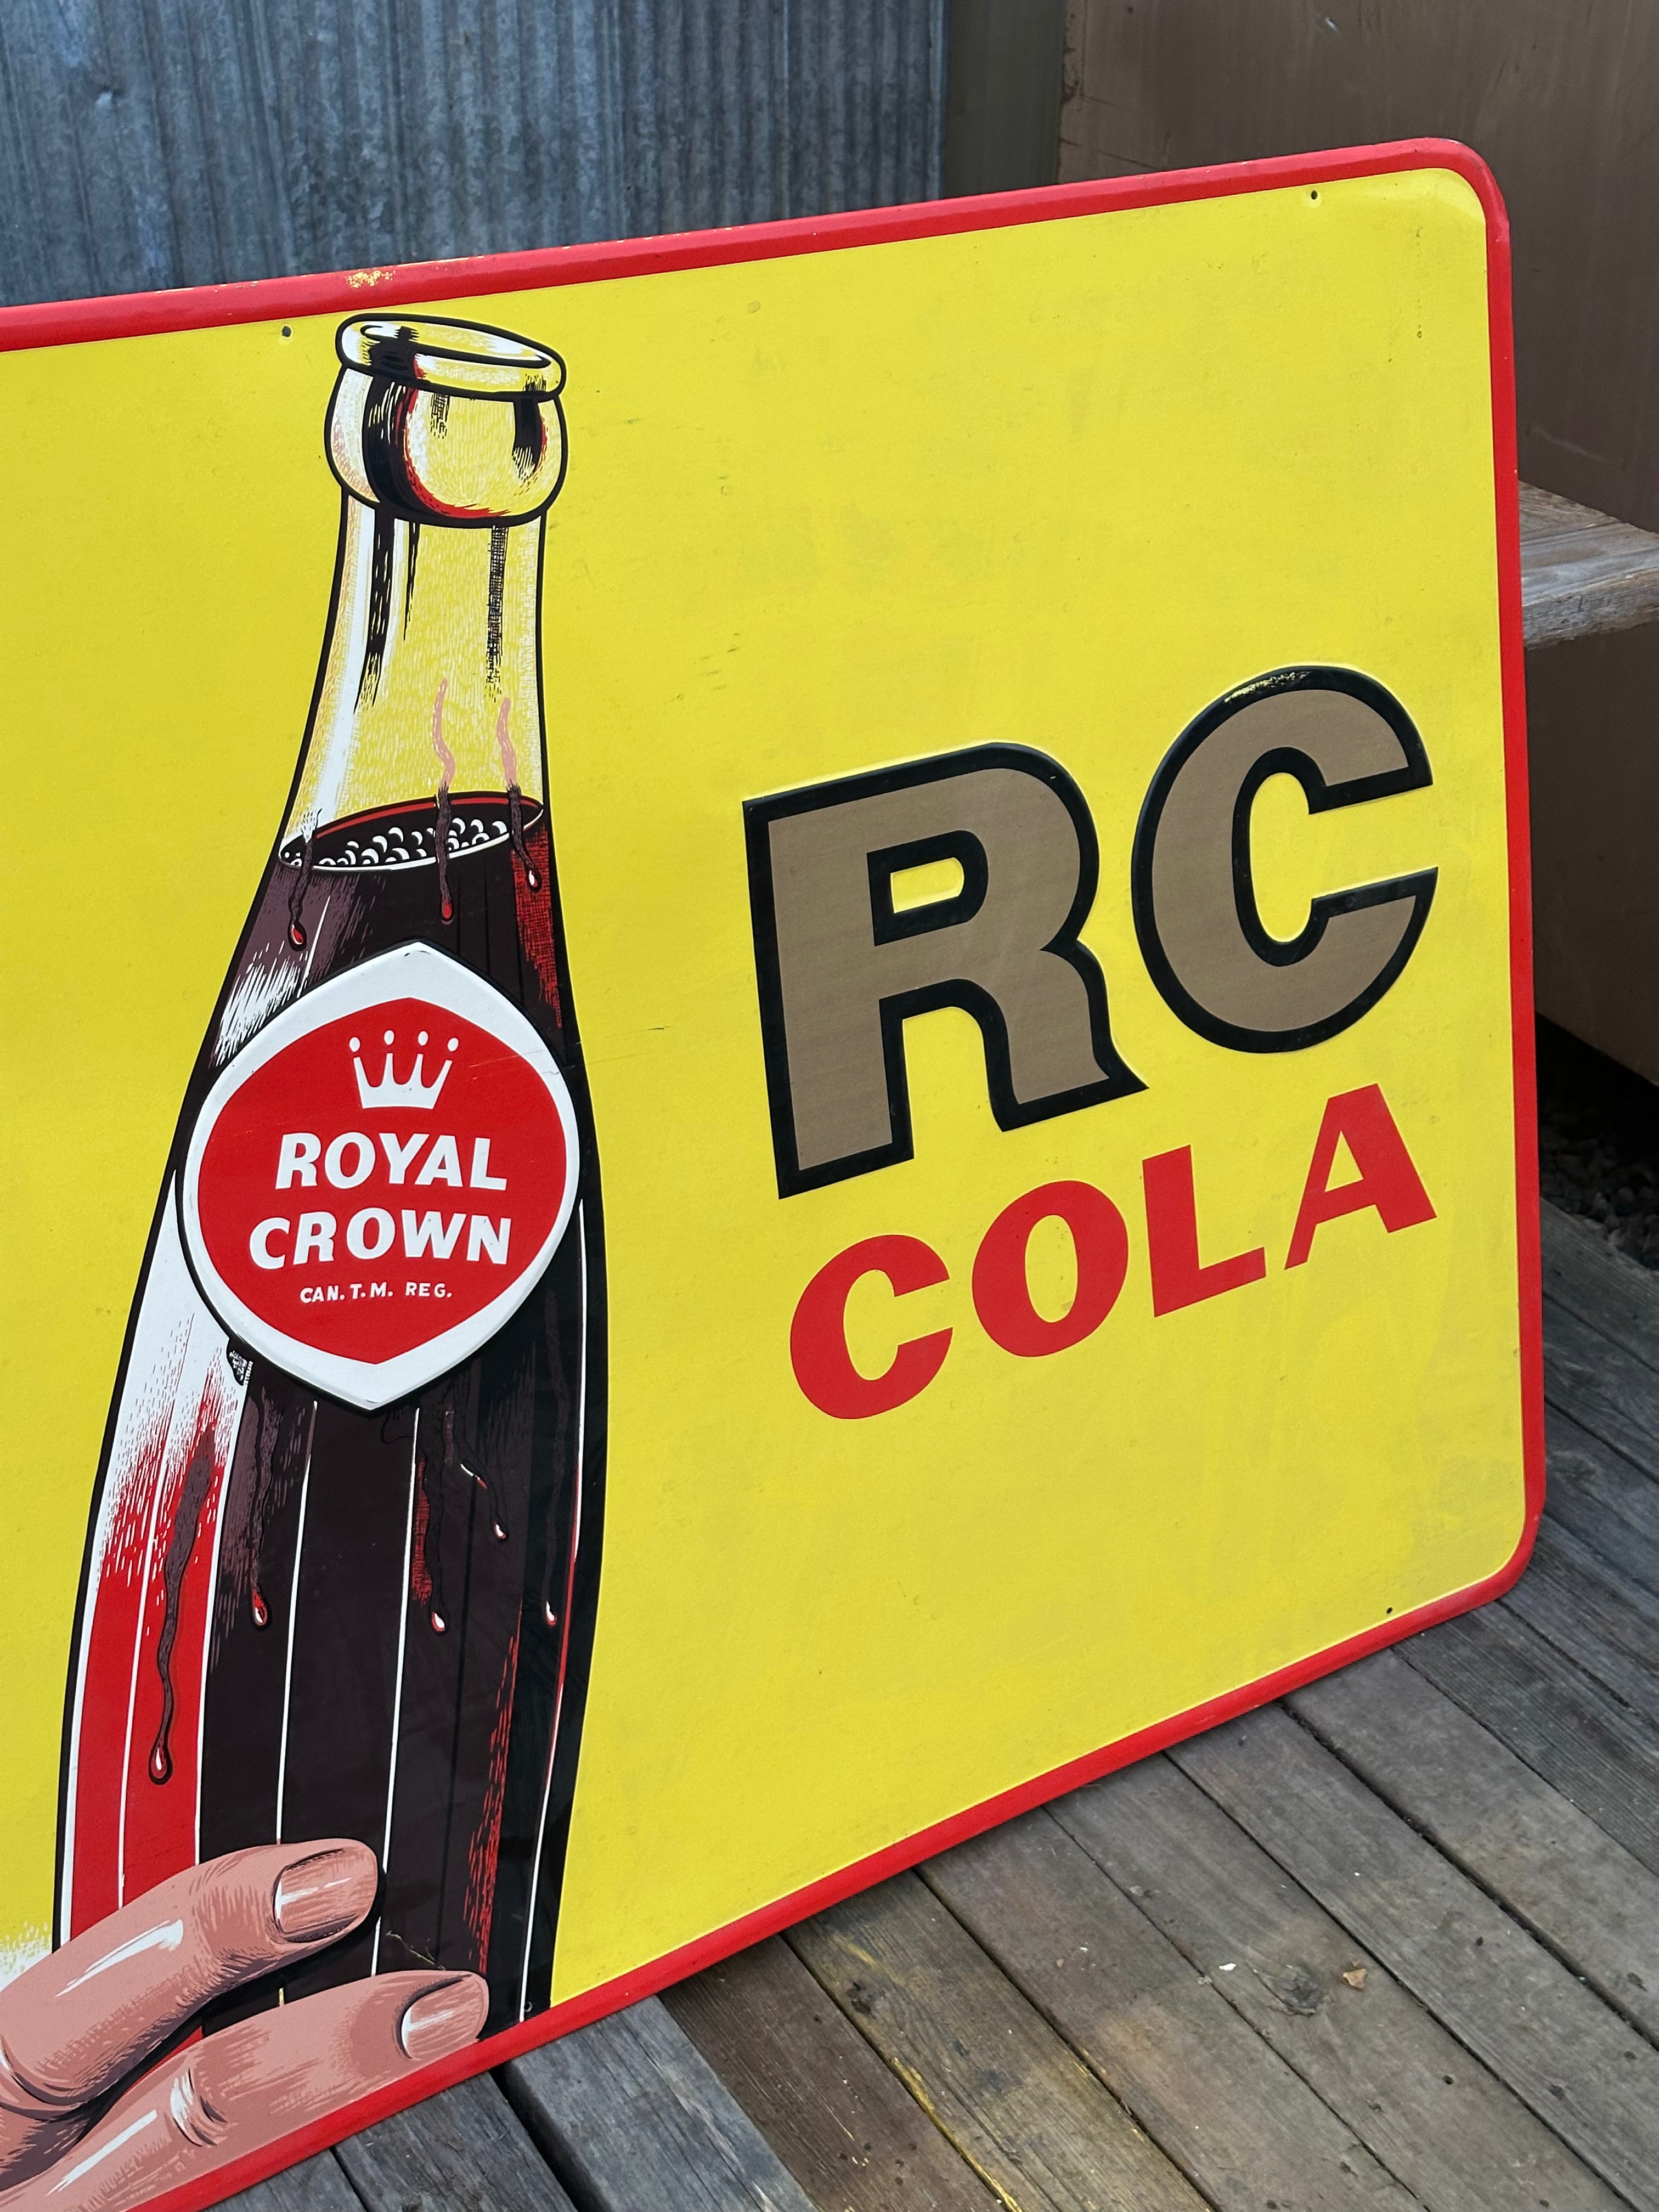 ROYAL
CROWN
CAN. T.M. REG.
RC
COLA